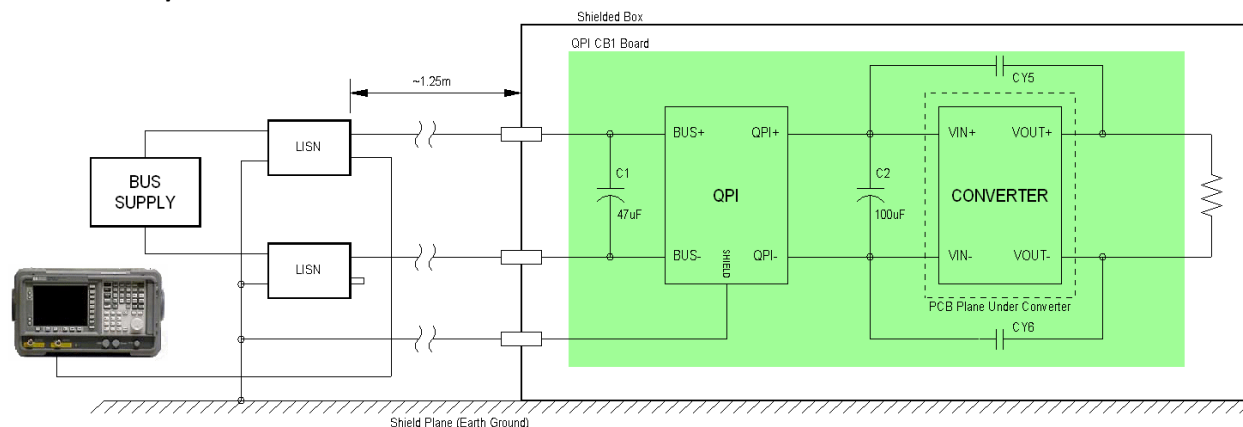 Shielded Box
QPI CB1 Board
~1.25m
CY5
LISN
BUS+
QPI+
VIN+
VOUT+
BUS
SUPPLY
C1
47uF
QPI
C2
100uF
CONVERTER
LISN
BUS-
SHIELD
QPI-
VIN-
VOUT-
PCB Plane Under Converter
CY6
Shield Plane (Earth Ground)